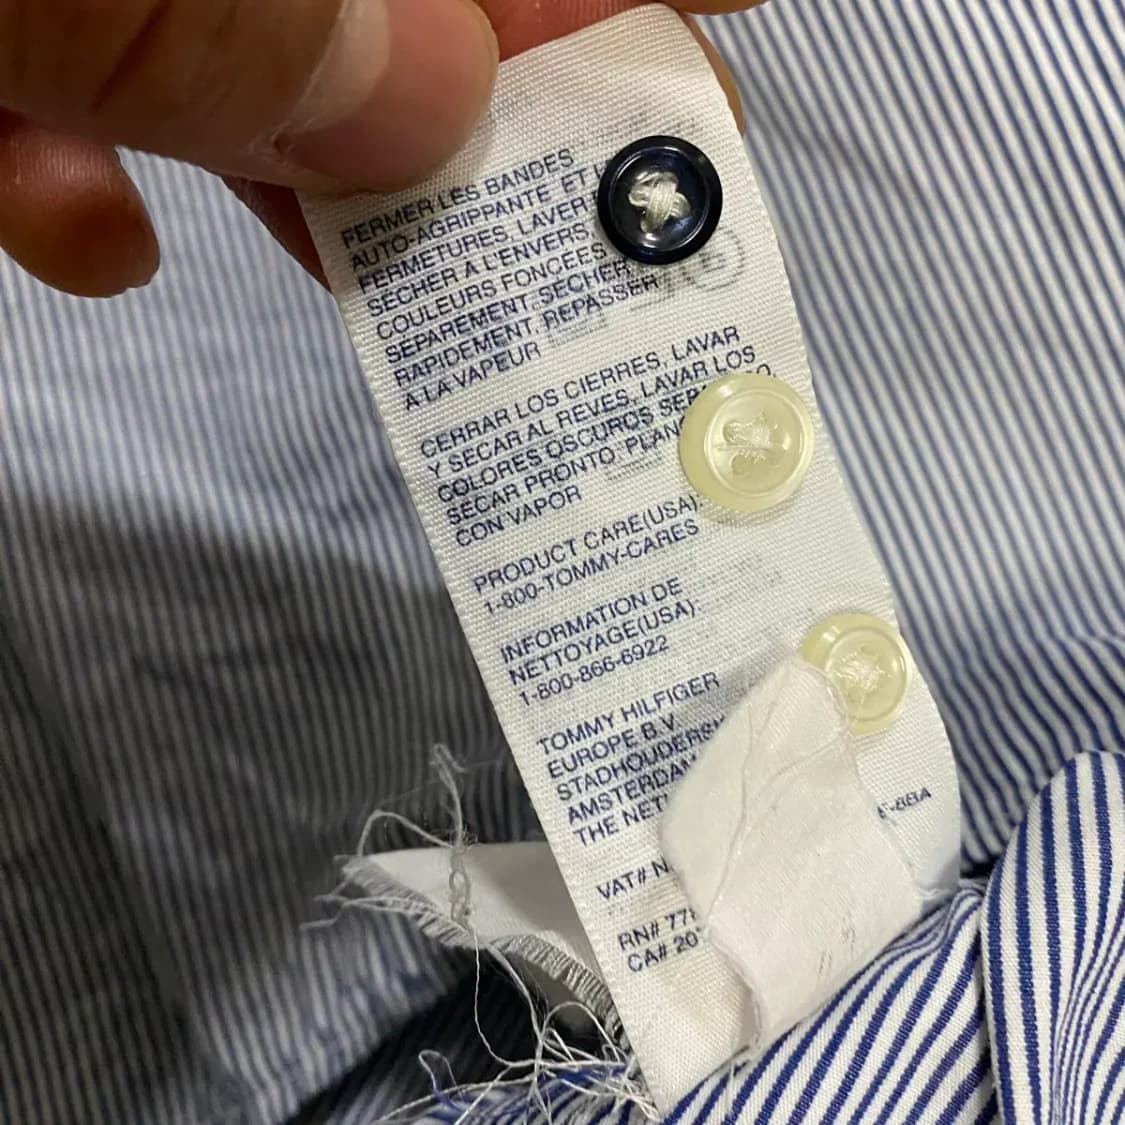 FERMER LES BANDES
AUTO-AGRIPPANTE ET
FERMETURES, LAVER
SECHER A L'ENVERS.
COULEURS FONCEES
SEPAREMENT. SECHER
RAPIDEMENT, REPASSER
A LA VAPEUR
CERRAR LOS CIERRES. LAVAR
Y SECAR AL REVES. LAVAR LOS
COLORES OSCUROS
SECAR PRONTO.
CON VAPOR
PRODUCT CARE(USA):
1-800-TOMMY-CARES
INFORMATION DE
NETTOYAGE(USA):
1-800-866-6922
TOMMY HILFIGER
EUROPE B.V.
AMSTERDAM
THE
VAT#
RN#
CA#